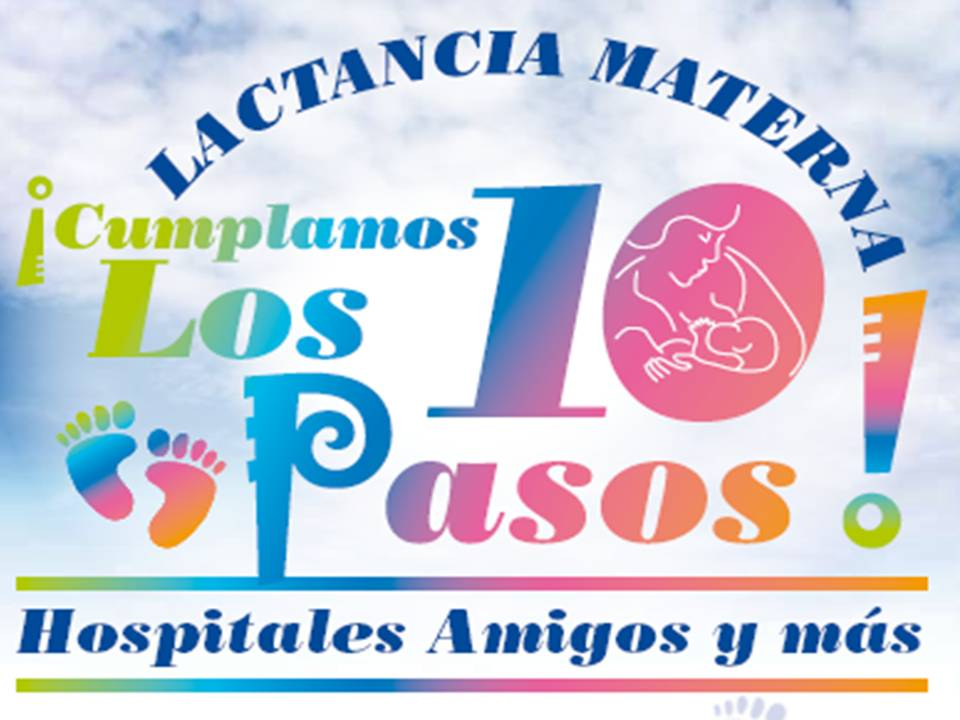 LACTANCIA MATERNA
¡Cumplamos
Los 10
Pasos!
Hospitales Amigos y más